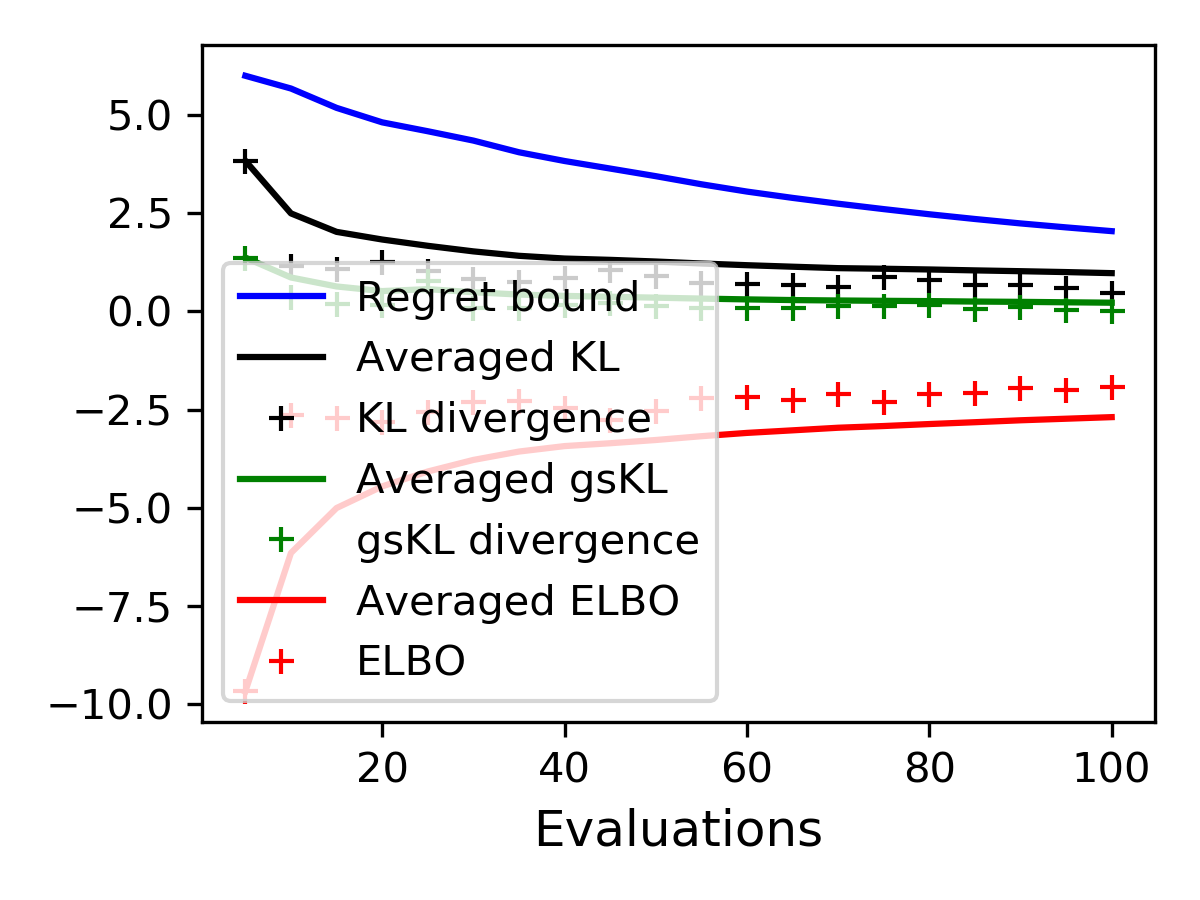 5.0
2.5
0.0
−2.5
−5.0
−7.5
−10.0
Regret bound
Averaged KL
KL divergence
Averaged gsKL
gsKL divergence
Averaged ELBO
ELBO
20 40 60 80 100
Evaluations